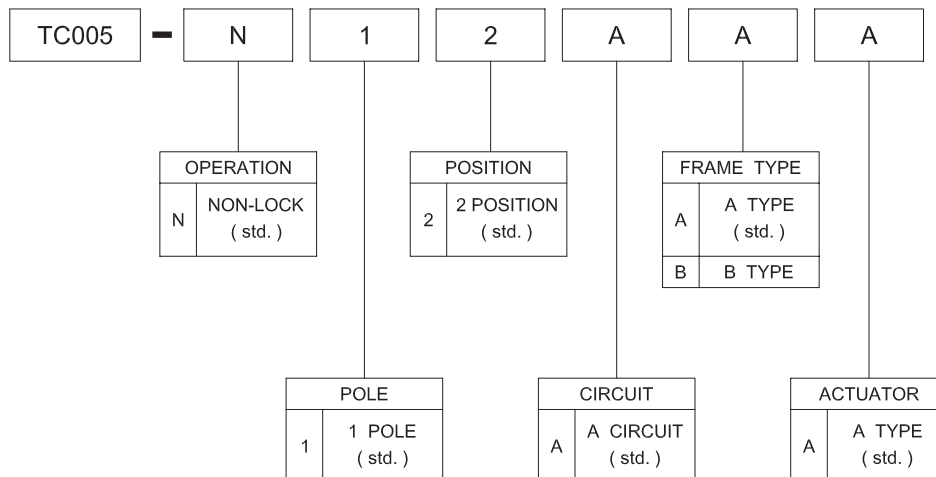 TC005 - N 1 2 A A A
OPERATION
N NON-LOCK
( std. )
POSITION
2 2 POSITION
( std. )
FRAME TYPE
A A TYPE
( std. )
B B TYPE
POLE
1 1 POLE
( std. )
CIRCUIT
A A CIRCUIT
( std. )
ACTUATOR
A A TYPE
( std. )